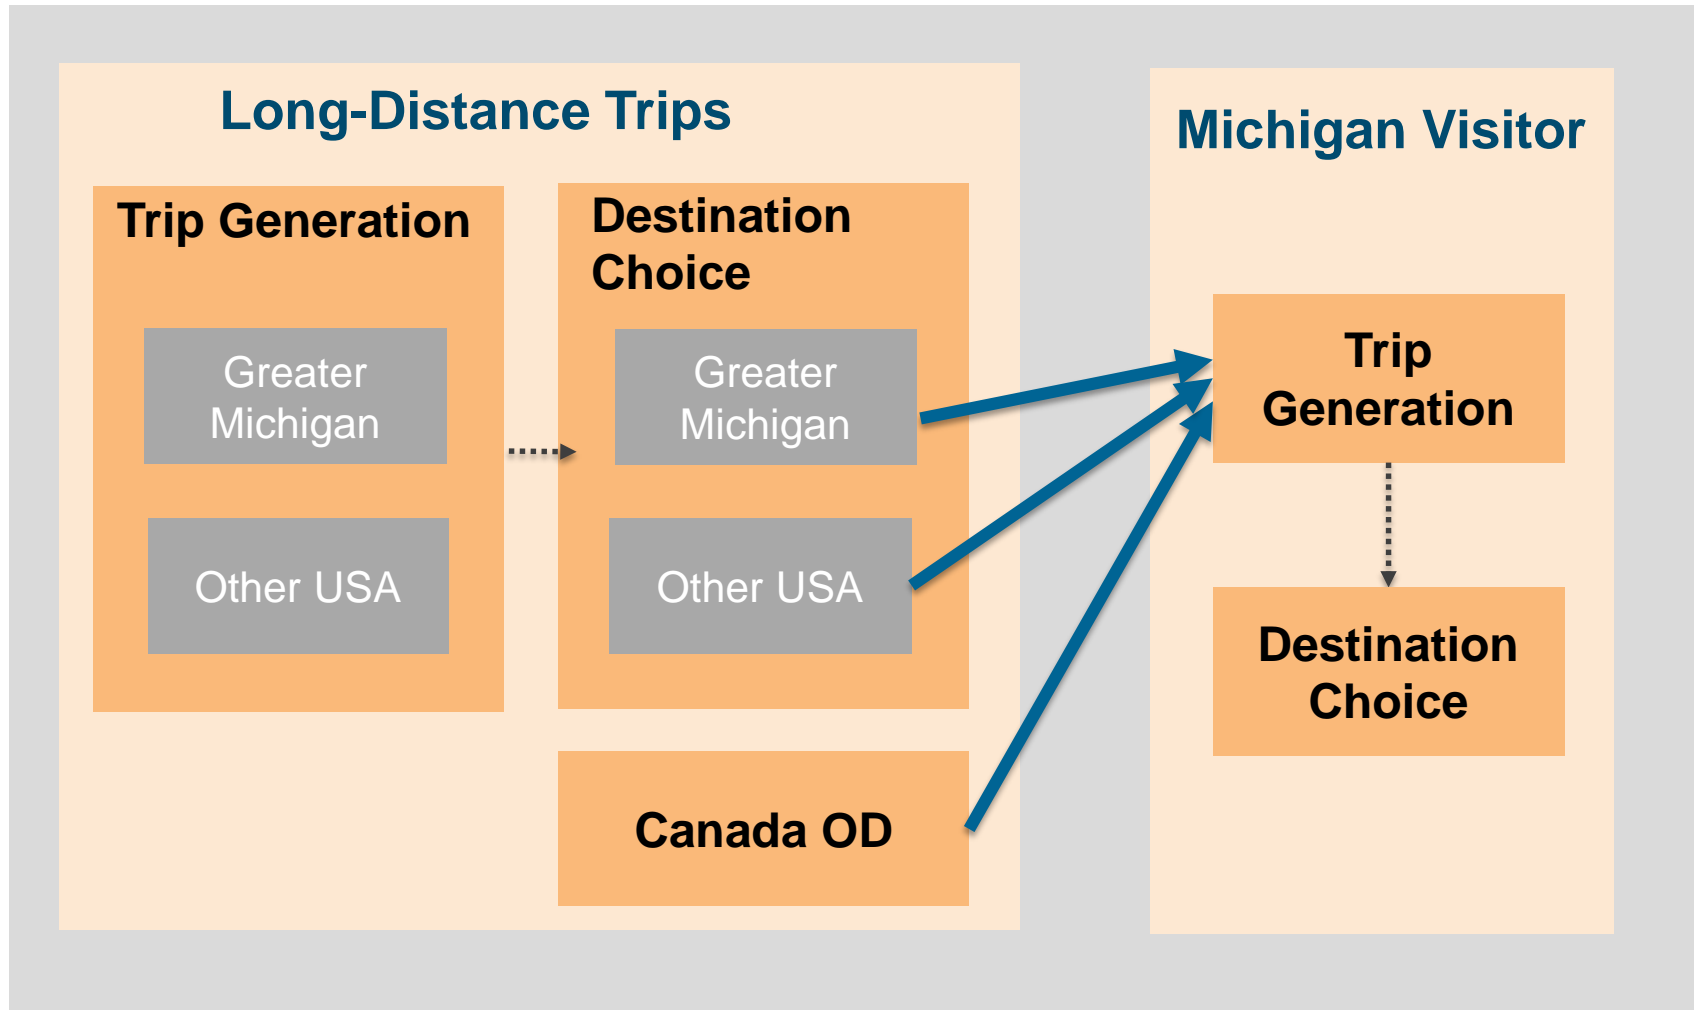 Long-Distance Trips
Trip Generation
Greater
Michigan
Other USA
Destination
Choice
Greater
Michigan
Other USA
Canada OD
Michigan Visitor
Trip
Generation
Destination
Choice